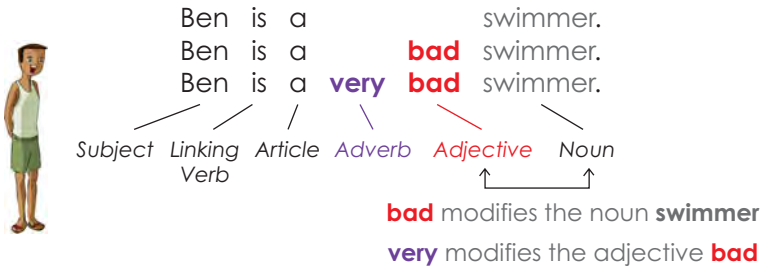 Ben is a swimmer.
Ben is a bad swimmer.
Ben is a very bad swimmer.
Subject Linking Verb Article Adverb Adjective Noun
bad modifies the noun swimmer
very modifies the adjective bad